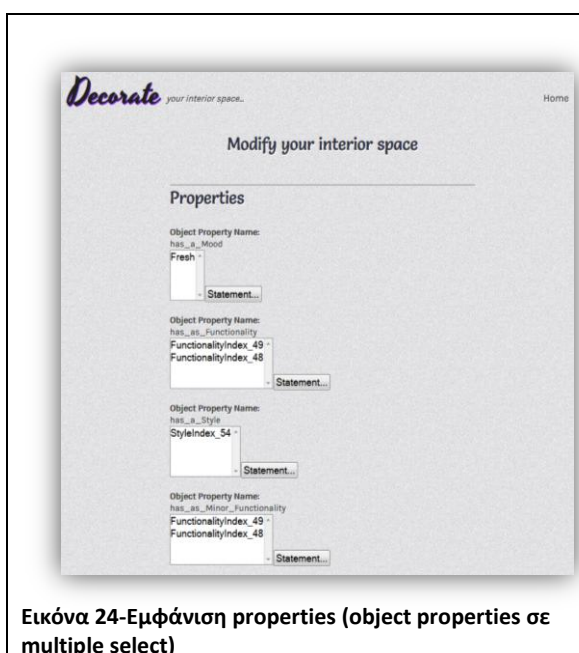 Decorate your interior space..
Home
Modify your interior space
Properties
Object Property Name:
has_a_Mood
Fresh
Statement...
Object Property Name:
has_as_Functionality
FunctionalityIndex_49
FunctionalityIndex_48
Statement...
Object Property Name:
has_a_Style
StyleIndex_54
Statement...
Object Property Name:
has_as_Minor_Functionality
FunctionalityIndex_49
FunctionalityIndex_48
Statement...
Εικόνα 24-Εμφάνιση properties (object properties σε
multiple select)